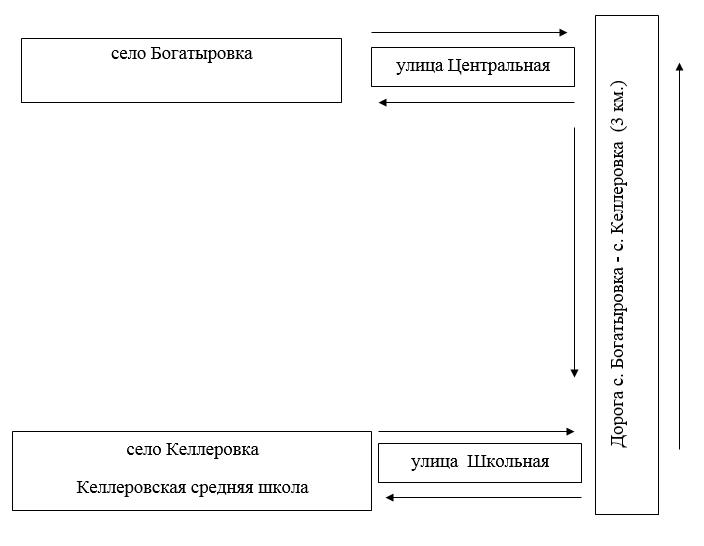 село Богатыровка
улица Центральная
Дорога с. Богатыровка - с. Келлеровка (3 км.)
село Келлеровка
Келлеровская средняя школа
улица Школьная